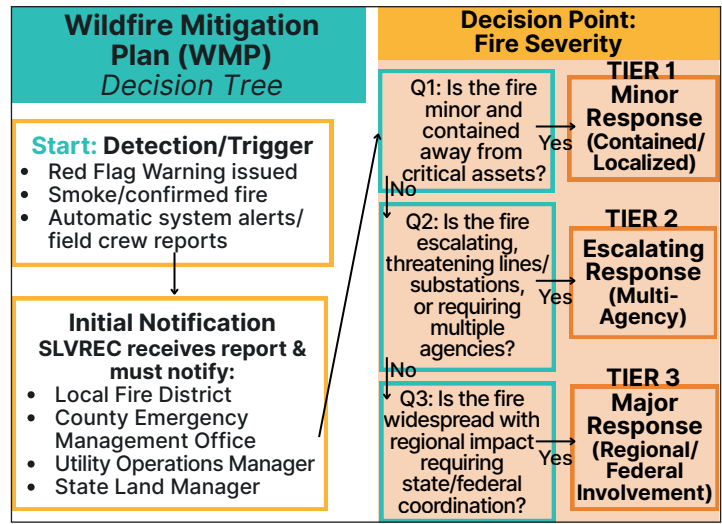 Wildfire Mitigation
Plan (WMP)
Decision Tree
Start: Detection/Trigger
• Red Flag Warning issued
• Smoke/confirmed fire
• Automatic system alerts/
field crew reports
Initial Notification
SLVREC receives report &
must notify:
• Local Fire District
• County Emergency
Management Office
• Utility Operations Manager
• State Land Manager
Decision Point:
Fire Severity
Q1: Is the fire
minor and
contained
away from
critical assets?
Yes
No
TIER 1
Minor
Response
(Contained/
Localized)
Q2: Is the fire
escalating,
threatening lines/
substations,
or requiring
multiple
agencies?
Yes
No
TIER 2
Escalating
Response
(Multi-
Agency)
Q3: Is the fire
widespread with
regional impact
requiring
state/federal
coordination?
Yes
TIER 3
Major
Response
(Regional/
Federal
Involvement)